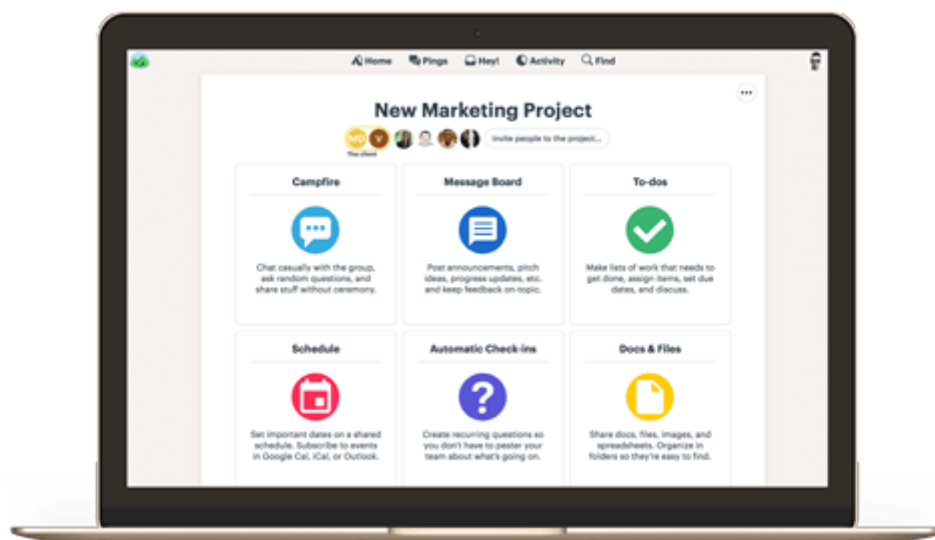 Home Pings Hey! Activity Find
New Marketing Project
MD V Invite people to the project...
The client
Campfire
Chat casually with the group,
ask random questions, and
share stuff without ceremony.
Message Board
Post announcements, pitch
ideas, progress updates, etc.
and keep feedback on-topic.
To-dos
Make lists of work that needs to
get done, assign items, set due
dates, and discuss.
Schedule
Set important dates on a shared
schedule. Subscribe to events
in Google Cal, iCal, or Outlook.
Automatic Check-ins
Create recurring questions so
you don't have to pester your
team about what's going on.
Docs & Files
Share docs, files, images, and
spreadsheets. Organize in
folders so they're easy to find.